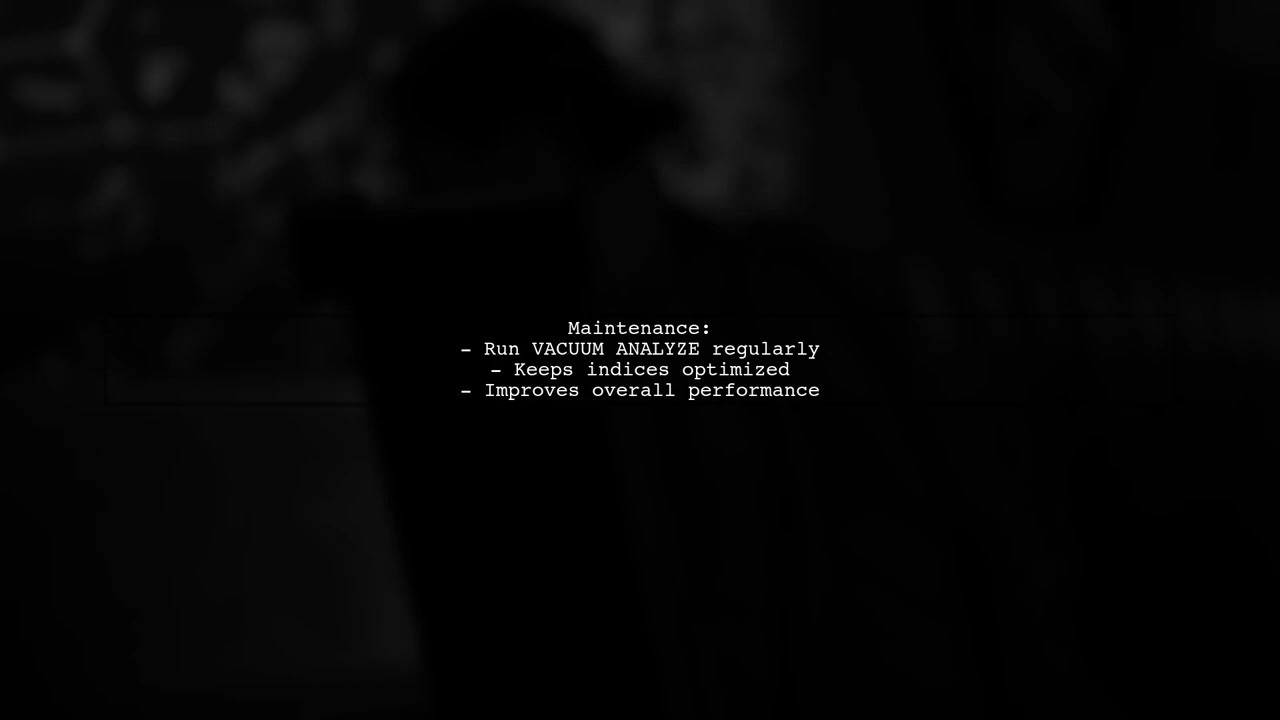 Maintenance:
- Run VACUUM ANALYZE regularly
- Keeps indices optimized
- Improves overall performance